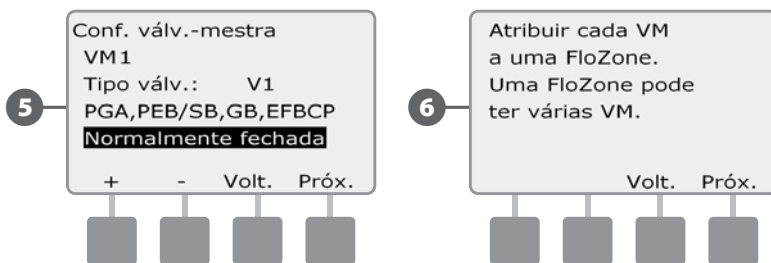 5
Conf. válv.-mestra
VM1
Tipo válv.: V1
PGA,PEB/SB,GB,EFBCP
Normalmente fechada
+ - Volt. Próx.
6
Atribuir cada VM
a uma FloZone.
Uma FloZone pode
ter várias VM.
Volt. Próx.